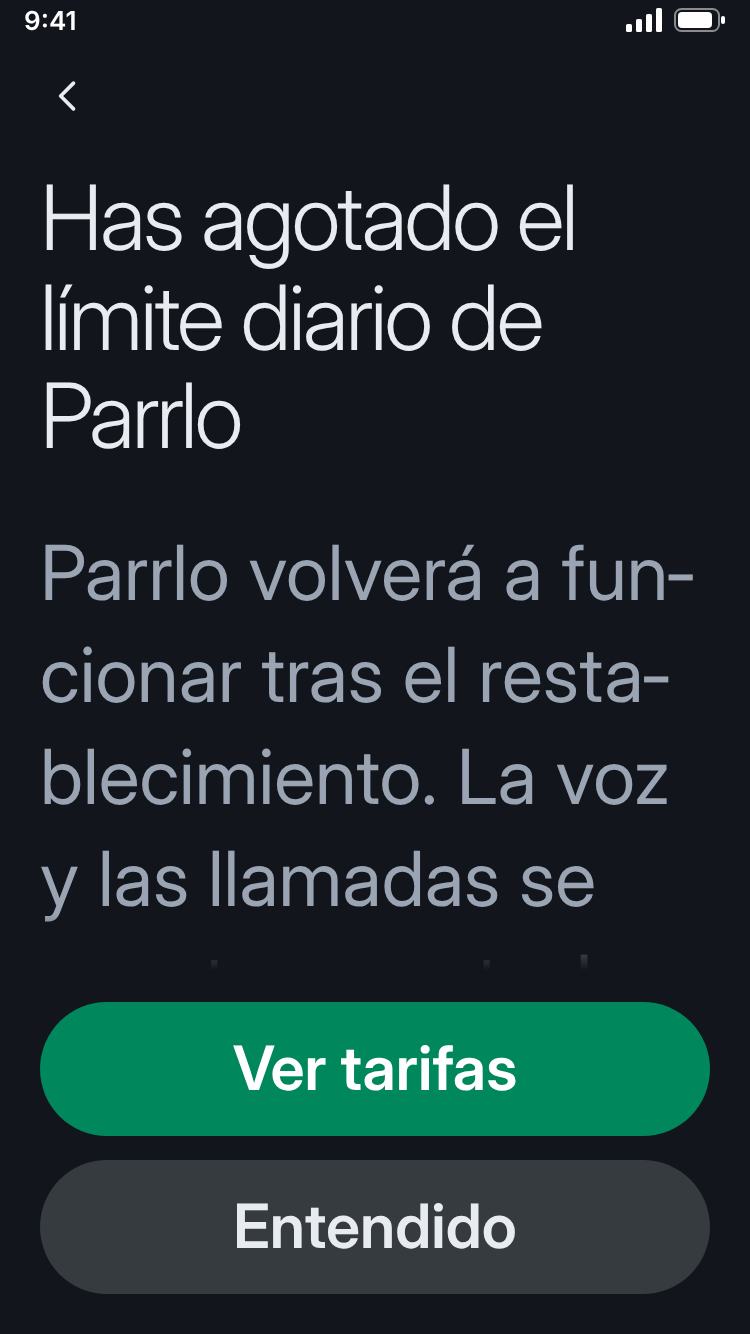 9:41
Has agotado el
límite diario de
Parrlo
Parrlo volverá a fun-
cionar tras el resta-
blecimiento. La voz
y las llamadas se
Ver tarifas
Entendido